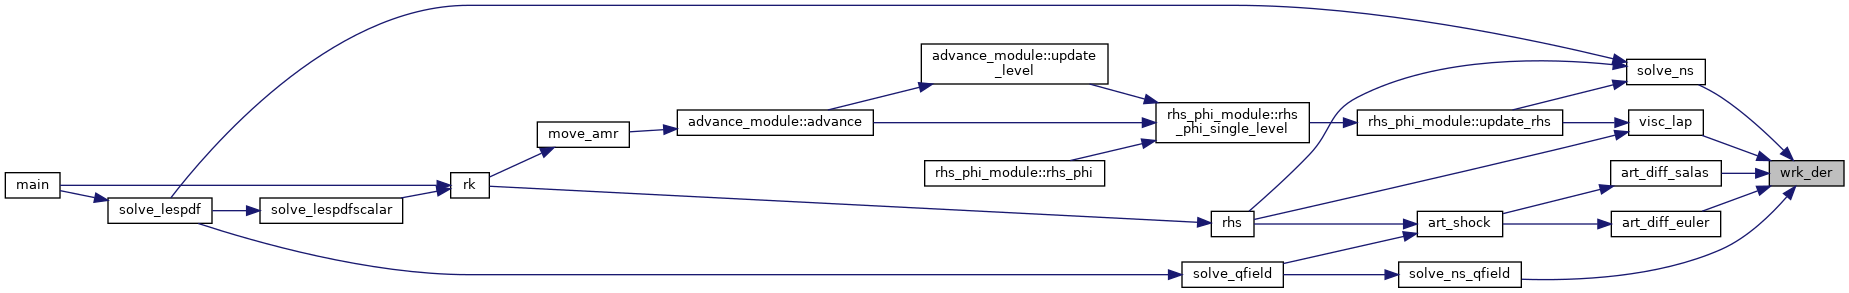 main
solve_lespdf
solve_lespdfscalar
rk
move_amr
advance_module::advance
advance_module::update
_level
rhs_phi_module::rhs_phi
rhs_phi_module::rhs
_phi_single_level
rhs
solve_qfield
rhs_phi_module::update_rhs
art_shock
solve_ns_qfield
solve_ns
visc_lap
art_diff_salas
art_diff_euler
wrk_der